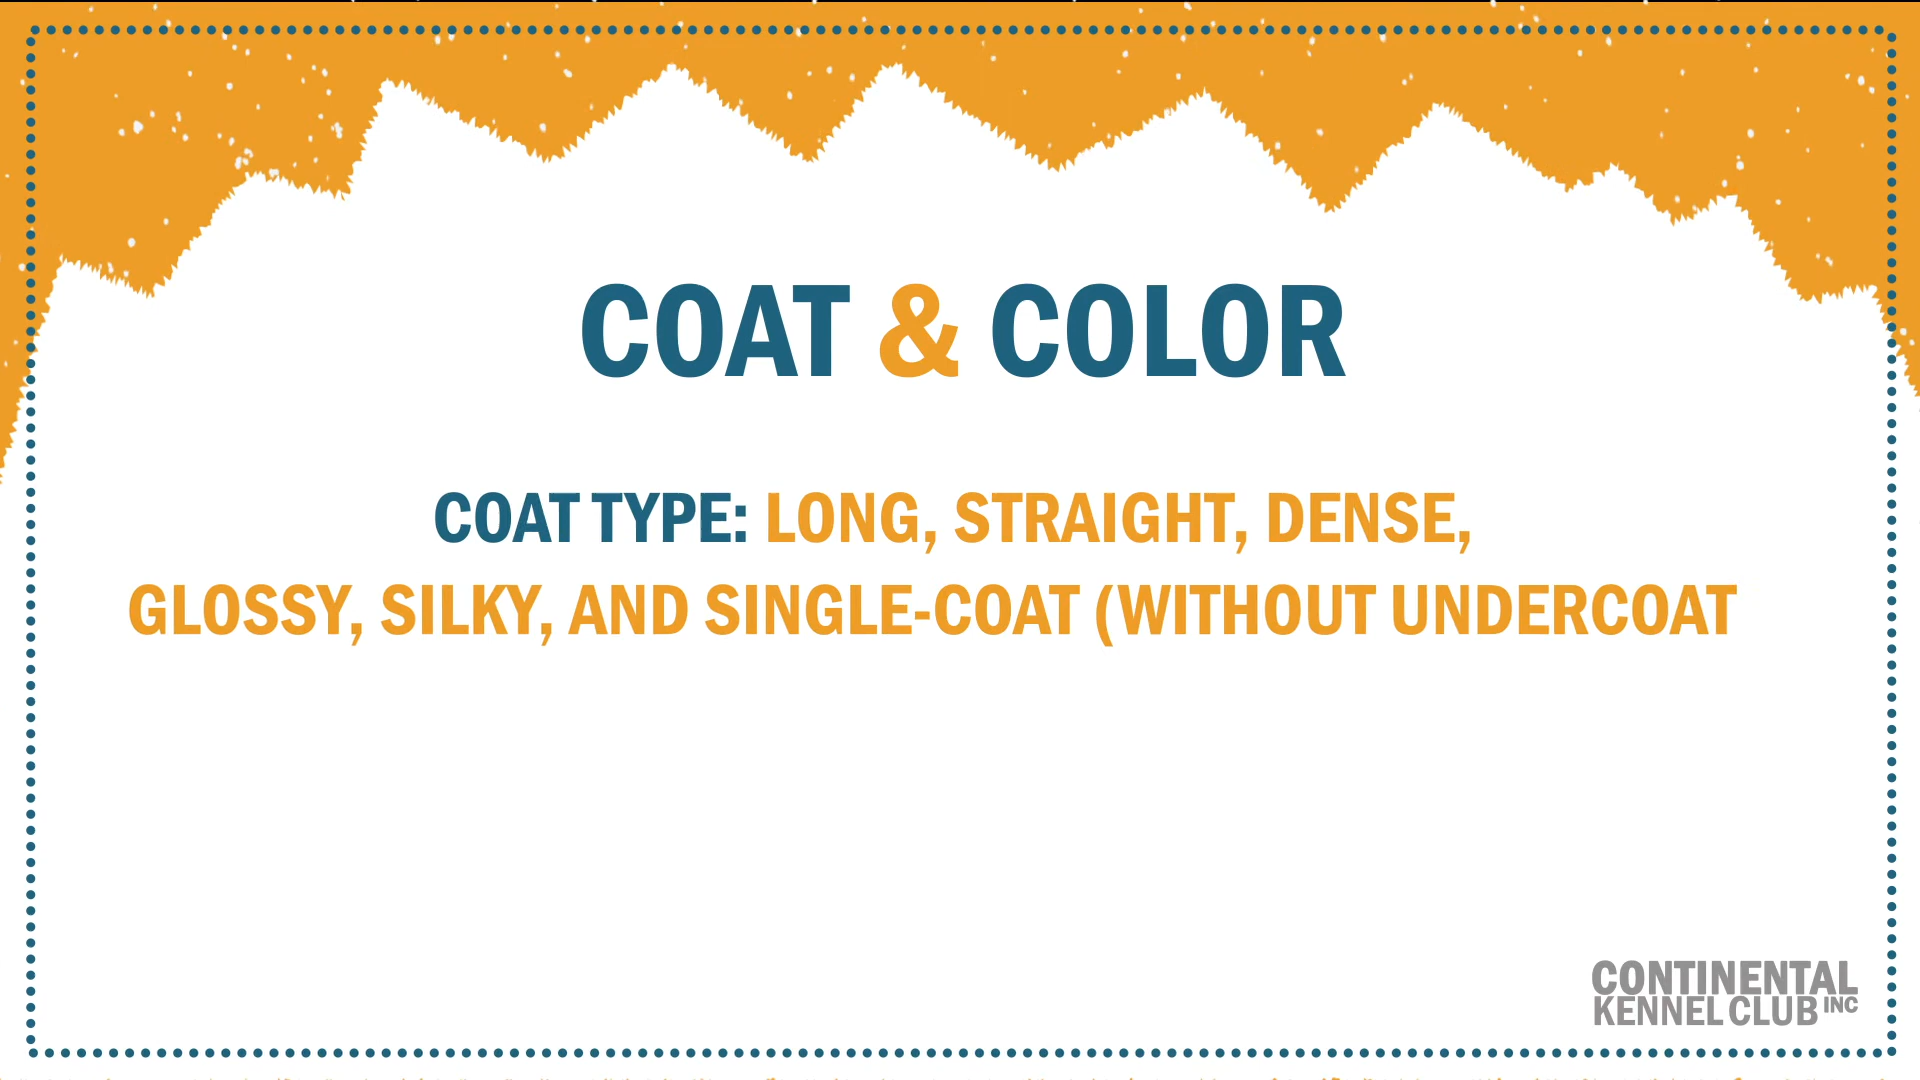 COAT & COLOR
COAT TYPE: LONG, STRAIGHT, DENSE,
GLOSSY, SILKY, AND SINGLE-COAT (WITHOUT UNDERCOAT
CONTINENTAL
KENNEL CLUB INC